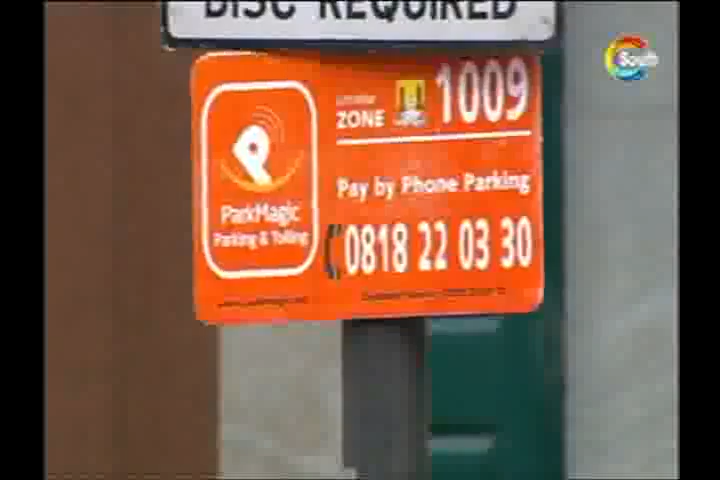 DISC REQUIRED
South
ZONE 1009
Pay by Phone Parking
0818 22 03 30
ParkMagic
Parking & Tolling